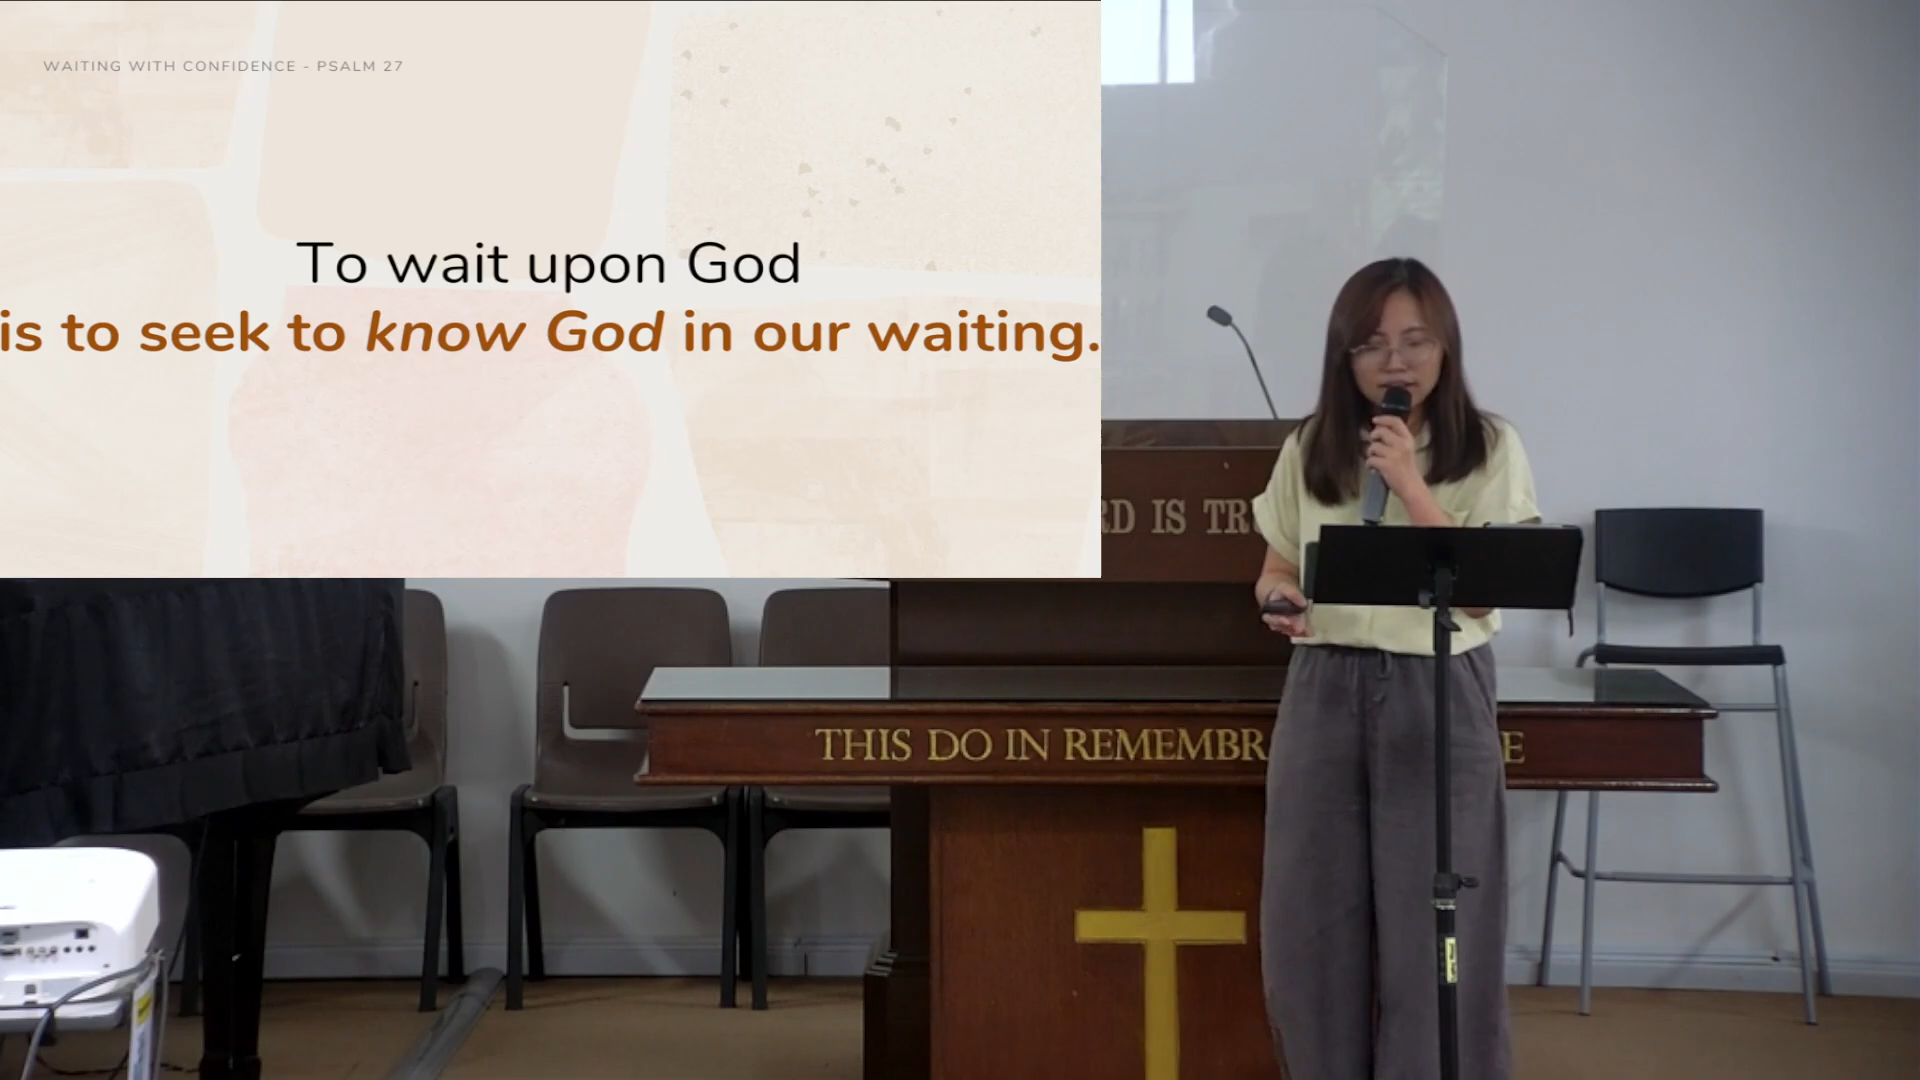 WAITING WITH CONFIDENCE - PSALM 27
To wait upon God
is to seek to know God in our waiting.
RD IS TRU
THIS DO IN REMEMBR E